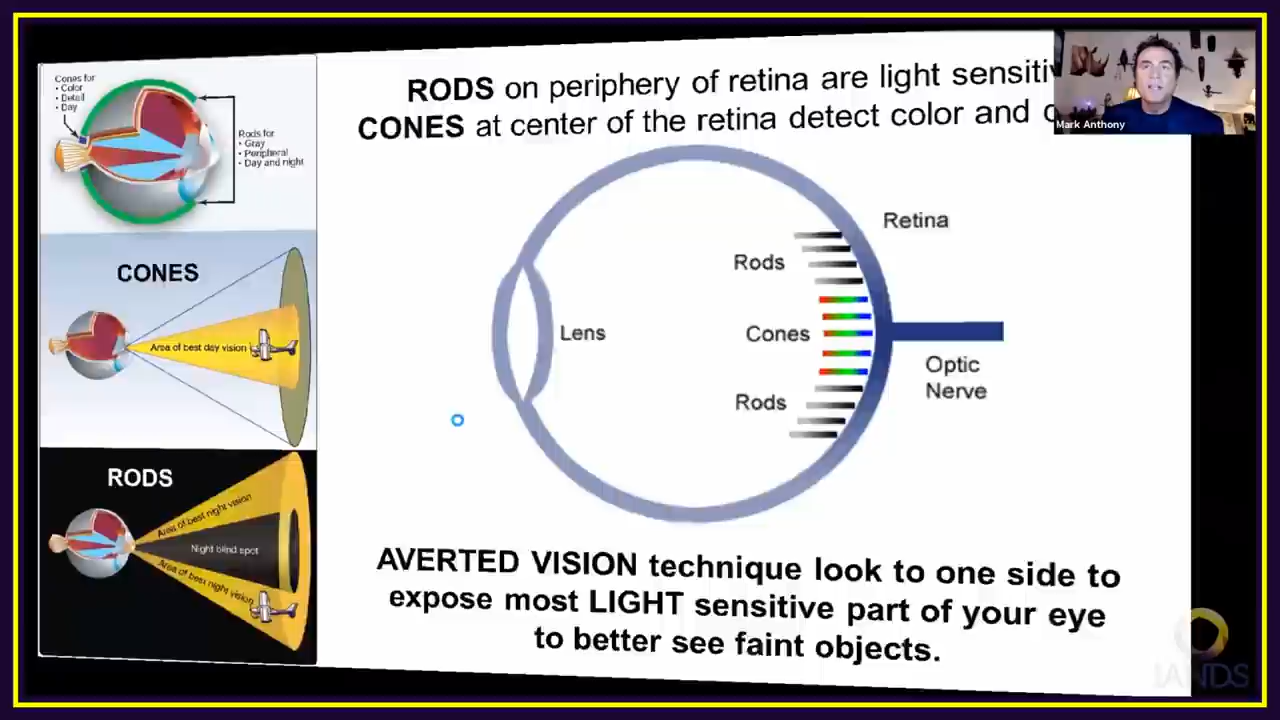 RODS on periphery of retina are light
CONES at center of the retina detect color and
Mark Anthony
Cones for
• Color
• Detail
• Day
Rods for
• Gray
• Peripheral
• Day and night
CONES
Area of best day vision
RODS
Area of best night vision
Night blind spot
Area of best night vision
Retina
Rods
Cones
Lens
Optic
Nerve
Rods
AVERTED VISION technique look to one side to
expose most LIGHT sensitive part of your eye
to better see faint objects.
IANDS